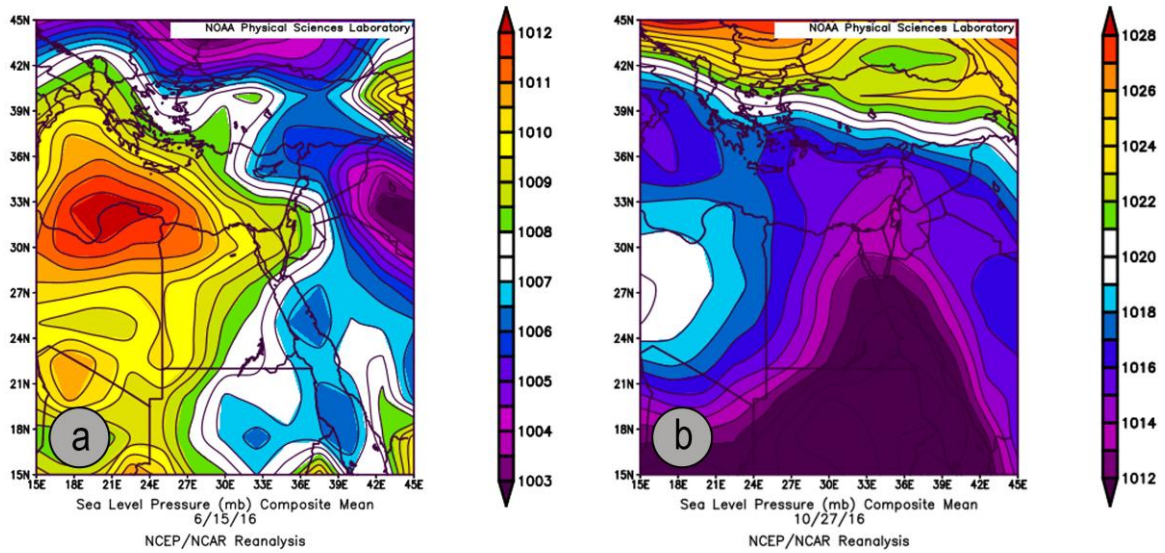 NOAA Physical Sciences Laboratory
45N
42N
39N
36N
33N
30N
27N
24N
21N
18N
15N
15E 18E 21E 24E 27E 30E 33E 36E 39E 42E 45E
1012
1011
1010
1009
1008
1007
1006
1005
1004
1003
a
Sea Level Pressure (mb) Composite Mean
6/15/16
NCEP/NCAR Reanalysis
NOAA Physical Sciences Laboratory
45N
42N
39N
36N
33N
30N
27N
24N
21N
18N
15N
15E 18E 21E 24E 27E 30E 33E 36E 39E 42E 45E
1028
1026
1024
1022
1020
1018
1016
1014
1012
b
Sea Level Pressure (mb) Composite Mean
10/27/16
NCEP/NCAR Reanalysis